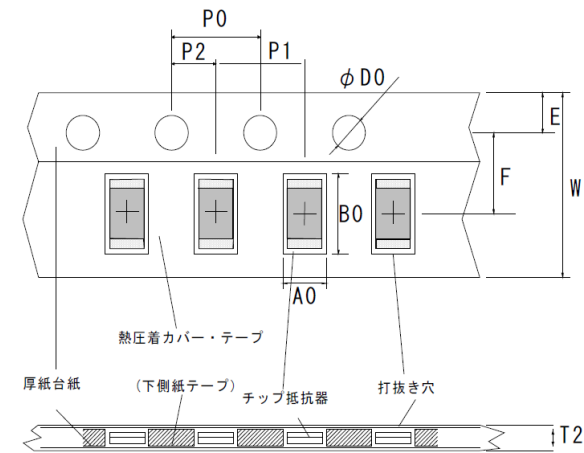 P0
P2
P1
φD0
E
F
W
B0
A0
熱圧着カバー・テープ
厚紙台紙
（下側紙テープ）
チップ抵抗器
打抜き穴
T2